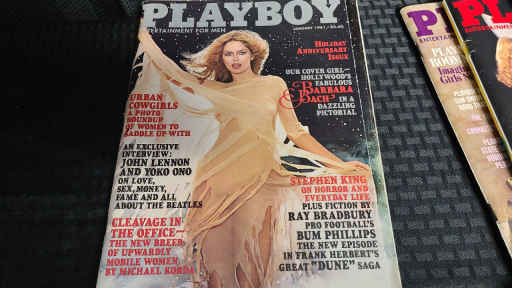 PLAYBOY
ENTERTAINMENT FOR MEN
JANUARY 1981
HOLIDAY
ANNIVERSARY
ISSUE
OUR COVER GIRL—
HOLLYWOOD'S
FABULOUS
BARBARA
BACH IN A
DAZZLING
PICTORIAL
URBAN
COWGIRLS
A PHOTO
ROUNDUP
OF WOMEN TO
SADDLE UP WITH
AN EXCLUSIVE
INTERVIEW:
JOHN LENNON
AND YOKO ONO
ON LOVE,
SEX, MONEY,
FAME AND ALL
ABOUT THE BEATLES
CLEAVAGE IN
THE OFFICE—
THE NEW BREED
OF UPWARDLY
MOBILE WOMEN
BY MICHAEL KORDA
STEPHEN KING
ON HORROR AND
EVERYDAY LIFE
PLUS FICTION BY
RAY BRADBURY
PRO FOOTBALL'S
BUM PHILLIPS
THE NEW EPISODE
IN FRANK HERBERT'S
GREAT "DUNE" SAGA
P
ENTERTAIN